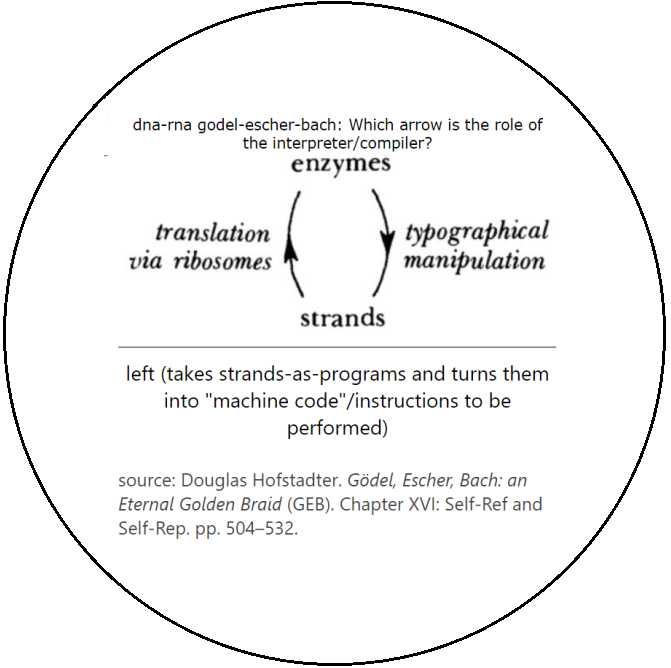 dna-rna godel-escher-bach: Which arrow is the role of
the interpreter/compiler?
enzymes
translation
via ribosomes
typographical
manipulation
strands
left (takes strands-as-programs and turns them
into "machine code"/instructions to be
performed)
source: Douglas Hofstadter. Gödel, Escher, Bach: an
Eternal Golden Braid (GEB). Chapter XVI: Self-Ref and
Self-Rep. pp. 504–532.